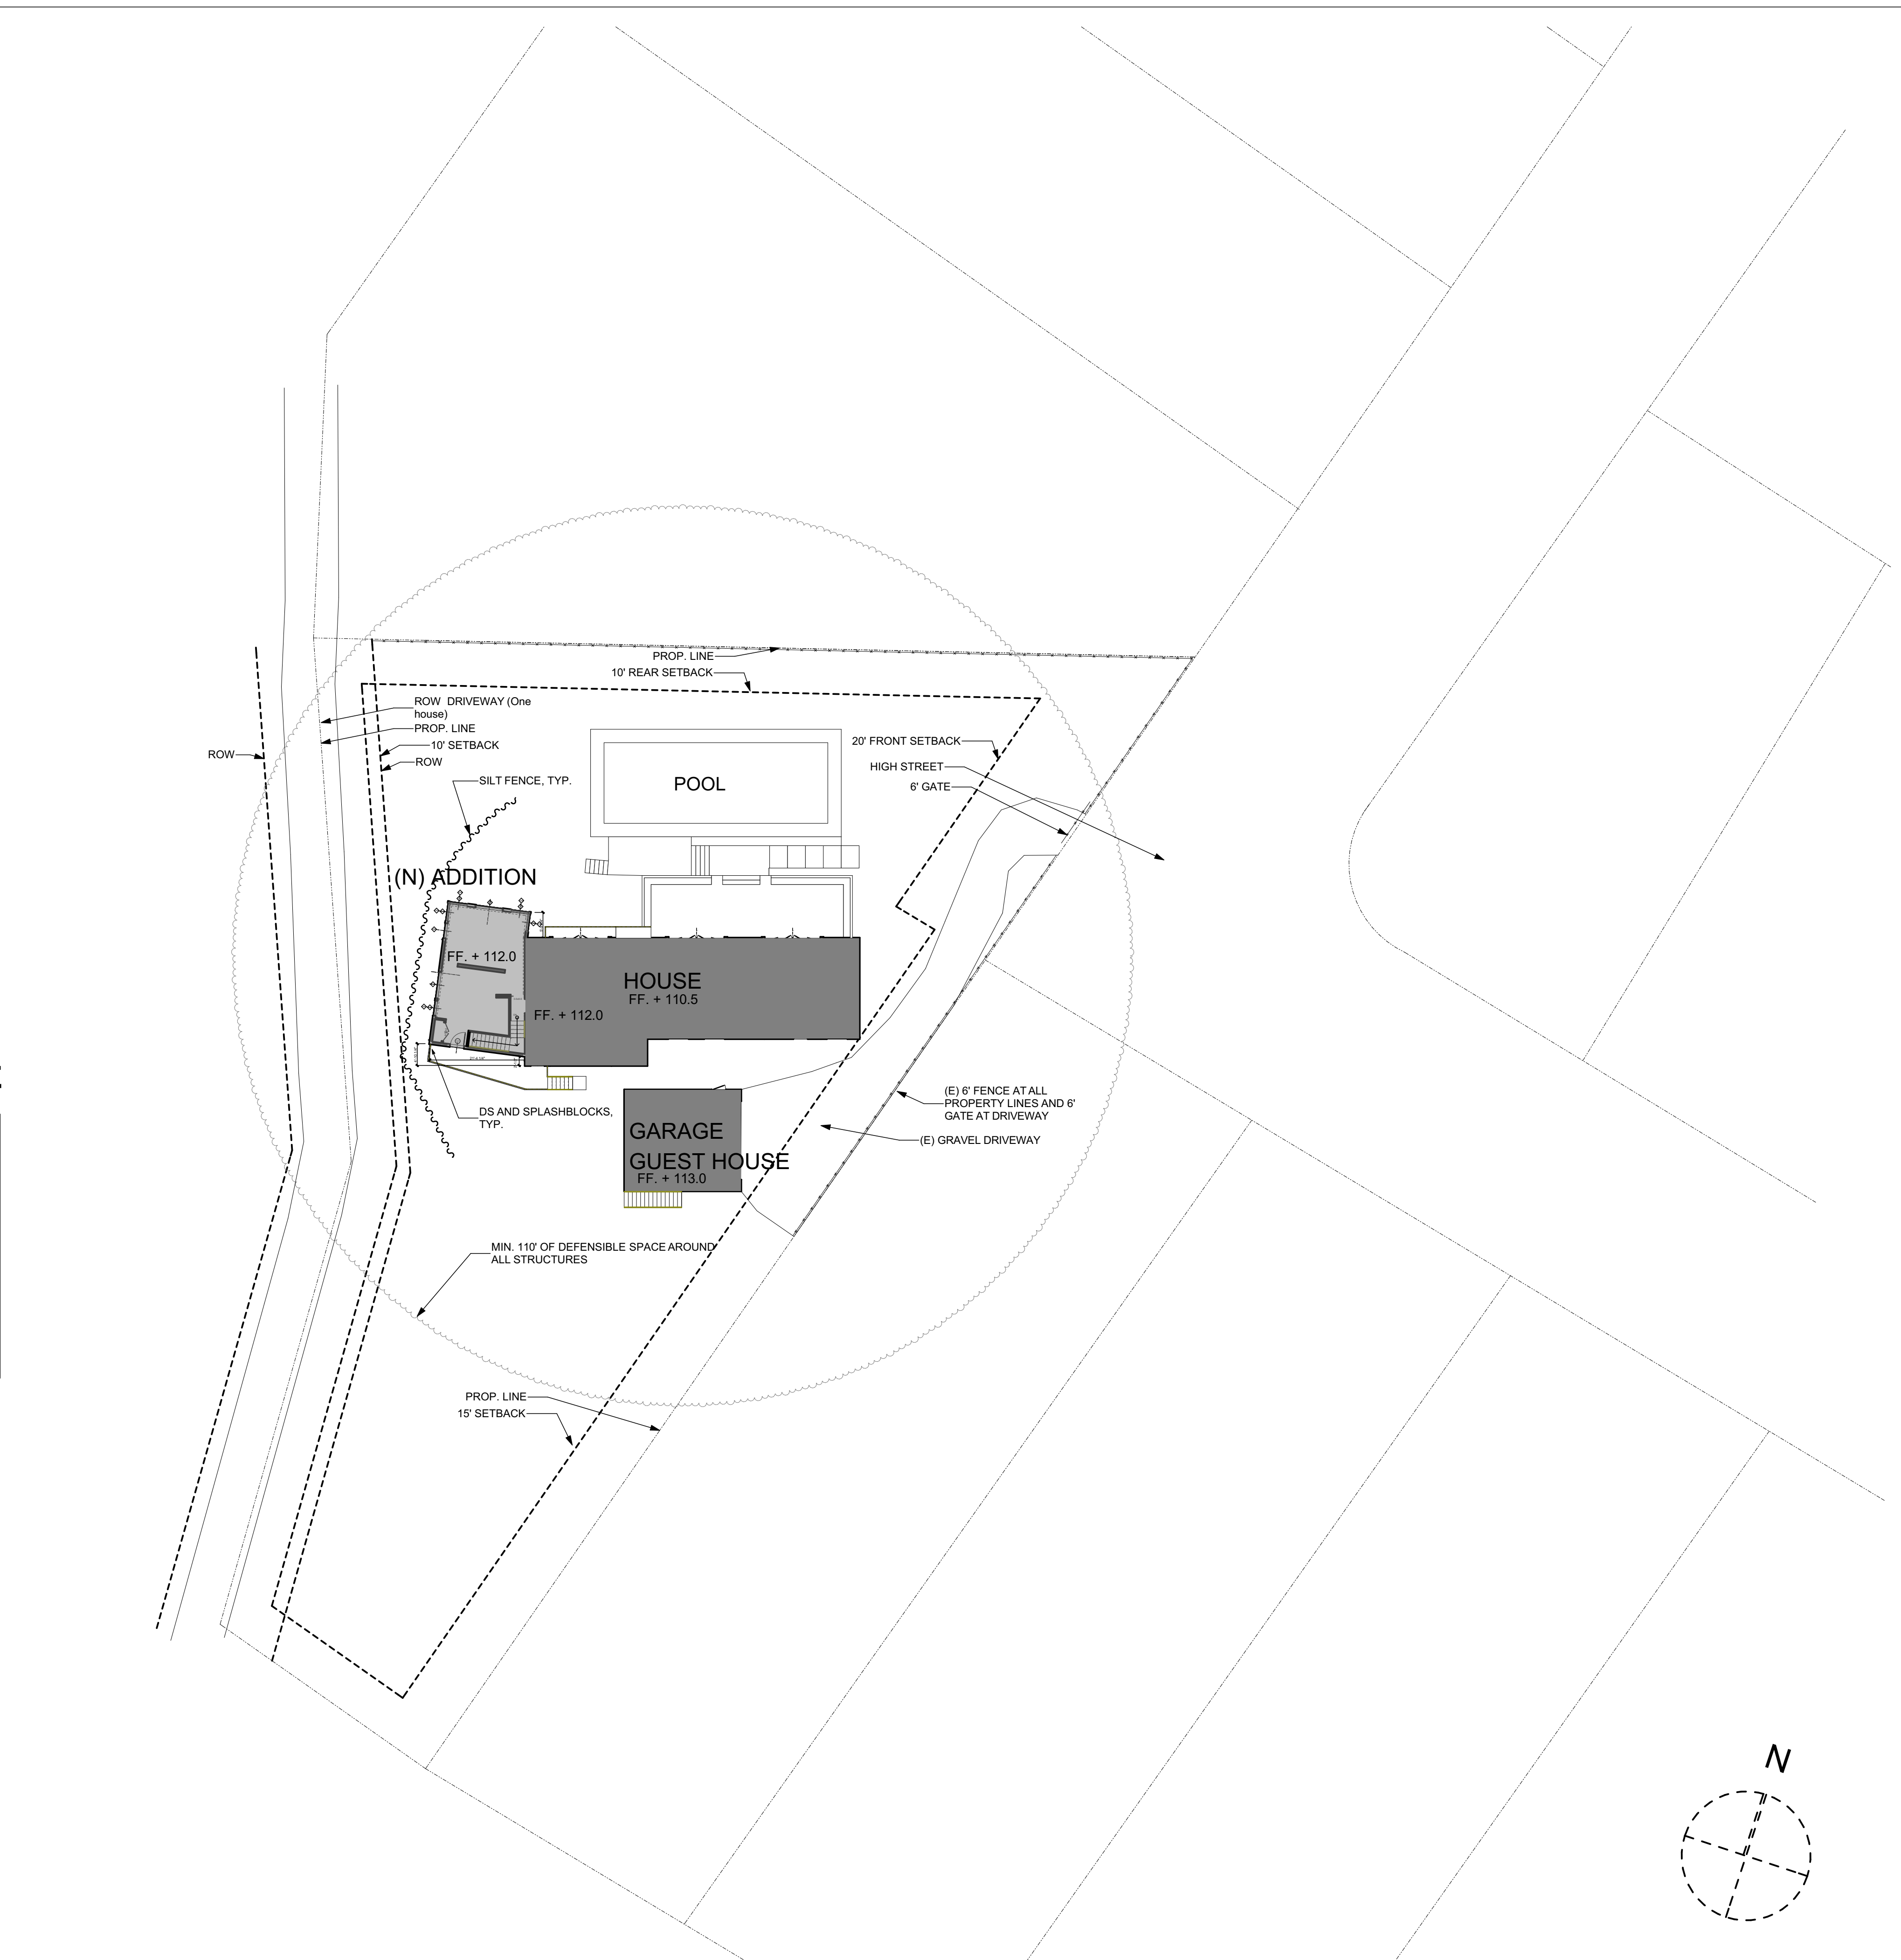 PROP. LINE
10' REAR SETBACK
ROW DRIVEWAY (One
house)
PROP. LINE
10' SETBACK
ROW
ROW
SILT FENCE, TYP.
20' FRONT SETBACK
HIGH STREET
6' GATE
POOL
(N) ADDITION
FF. + 112.0
HOUSE
FF. + 110.5
FF. + 112.0
DS AND SPLASHBLOCKS,
TYP.
(E) 6' FENCE AT ALL
PROPERTY LINES AND 6'
GATE AT DRIVEWAY
(E) GRAVEL DRIVEWAY
GARAGE
GUEST HOUSE
FF. + 113.0
MIN. 110' OF DEFENSIBLE SPACE AROUND
ALL STRUCTURES
PROP. LINE
15' SETBACK
N